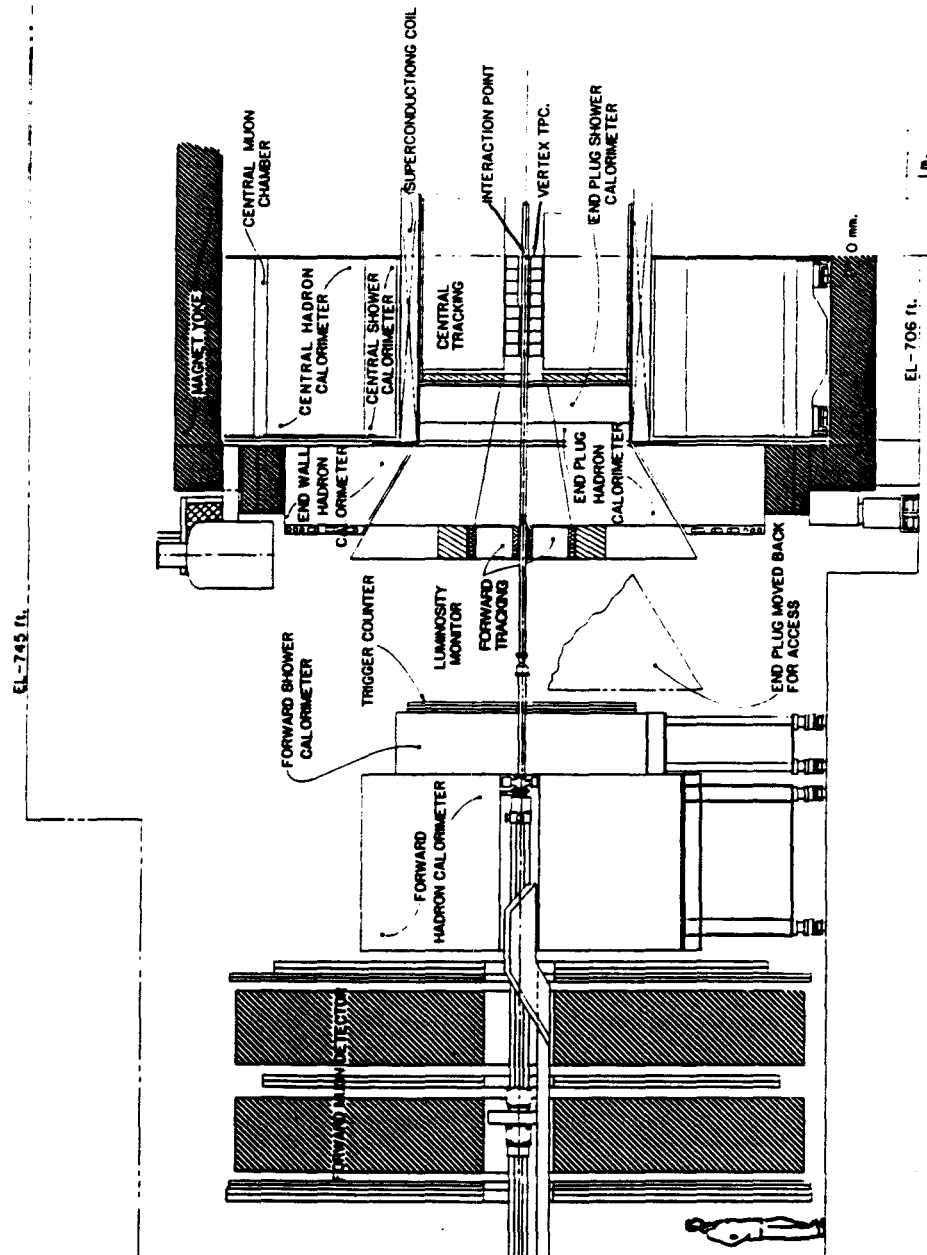 EL-745 ft.
MAGNET YOKE
CENTRAL MUON
CHAMBER
CENTRAL HADRON
CALORIMETER
CENTRAL SHOWER
CALORIMETER
SUPERCONDUCTIONG COIL
CENTRAL
TRACKING
INTERACTION POINT
VERTEX TPC.
END PLUG SHOWER
CALORIMETER
END WALL
HADRON
CALORIMETER
END PLUG
HADRON
CALORIMETER
FORWARD
TRACKING
LUMINOSITY
MONITOR
TRIGGER COUNTER
FORWARD SHOWER
CALORIMETER
END PLUG MOVED BACK
FOR ACCESS
FORWARD
HADRON CALORIMETER
FORWARD MUON DETECTOR
0 mm.
1m.
EL-706 ft.